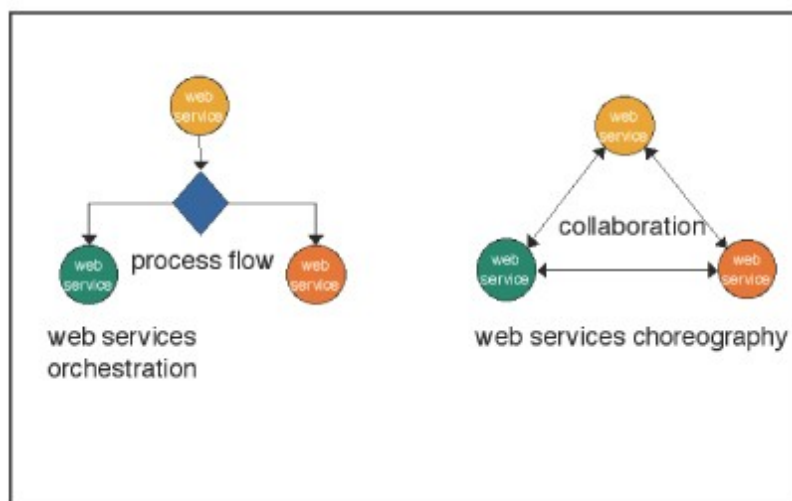 web
service
web
service
process flow
web
service
web services
orchestration
web
service
collaboration
web
service
web
service
web services choreography